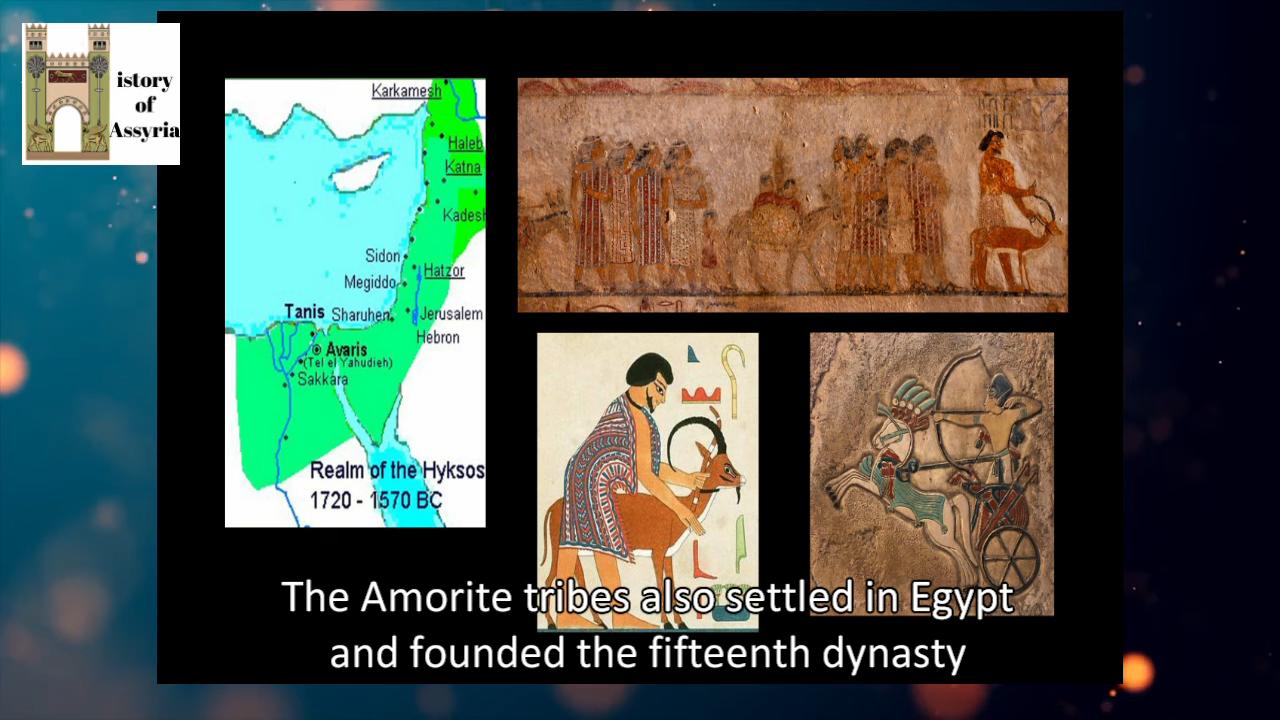 istory
of
Assyria
Karkamesh
Haleb
Katna
Kadesh
Sidon
Hatzor
Megiddo
Tanis Sharuhen Jerusalem
Hebron
Avaris
(Tel el Yahudieh)
Sakkara
Realm of the Hyksos
1720 - 1570 BC
The Amorite tribes also settled in Egypt
and founded the fifteenth dynasty